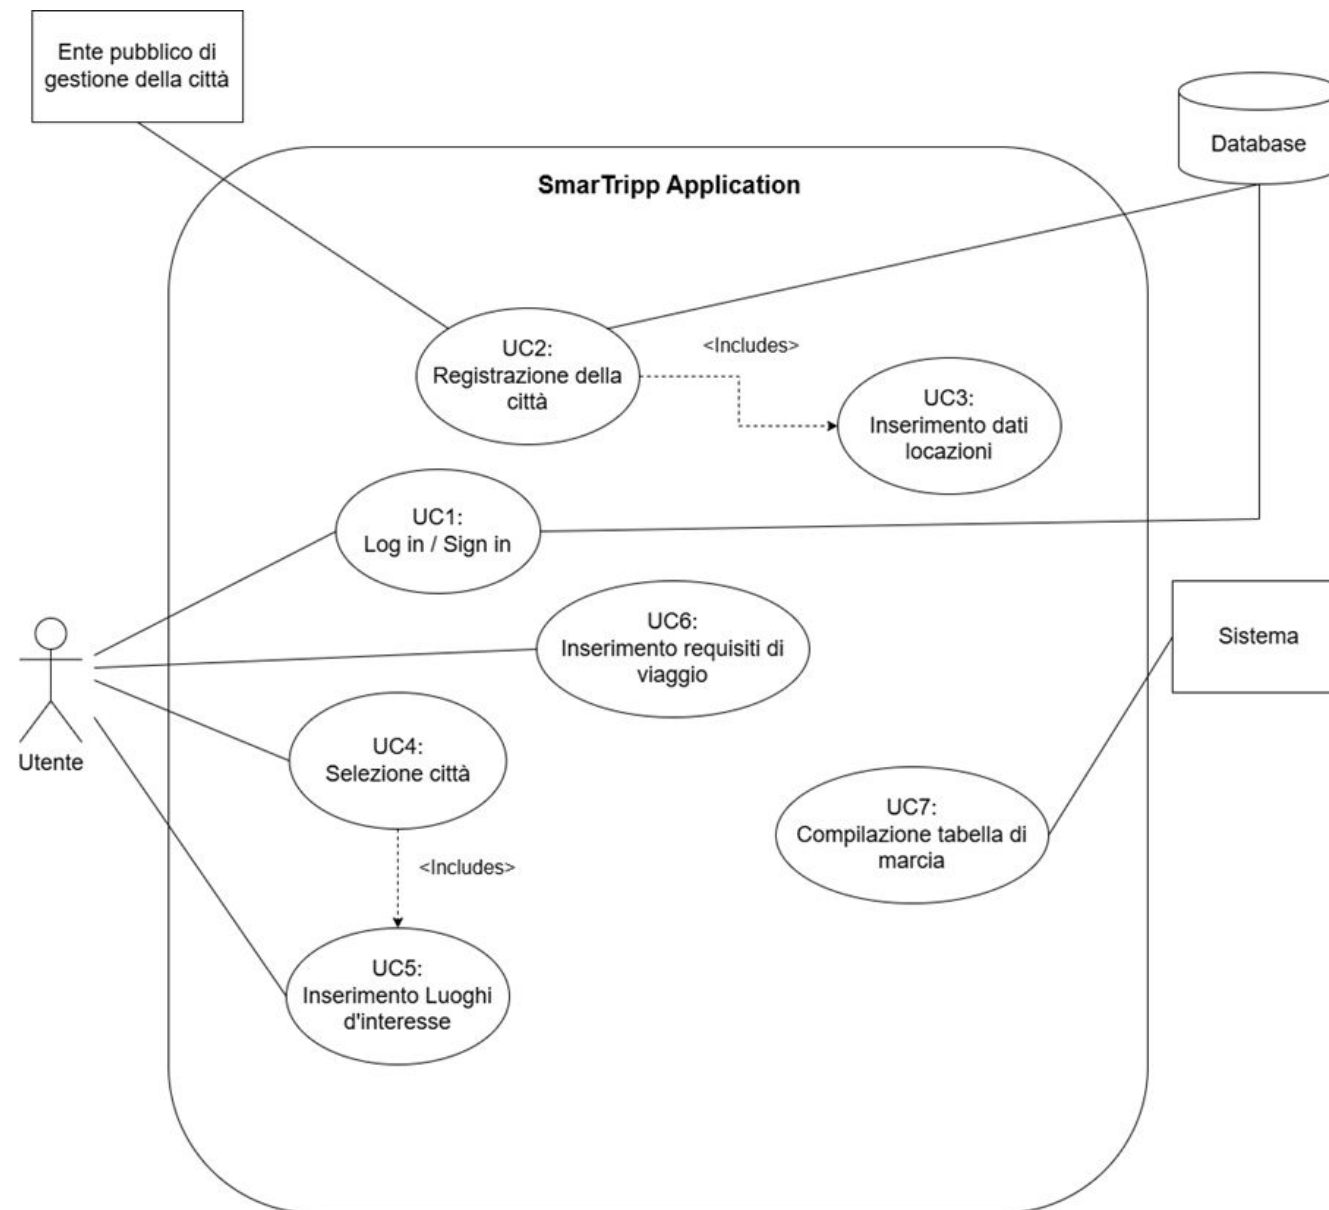 Ente pubblico di
gestione della città
Database
SmarTripp Application
UC2:
Registrazione della
città
<Includes>
UC3:
Inserimento dati
locazioni
UC1:
Log in / Sign in
UC6:
Inserimento requisiti di
viaggio
Sistema
Utente
UC4:
Selezione città
UC7:
Compilazione tabella di
marcia
<Includes>
UC5:
Inserimento Luoghi
d'interesse